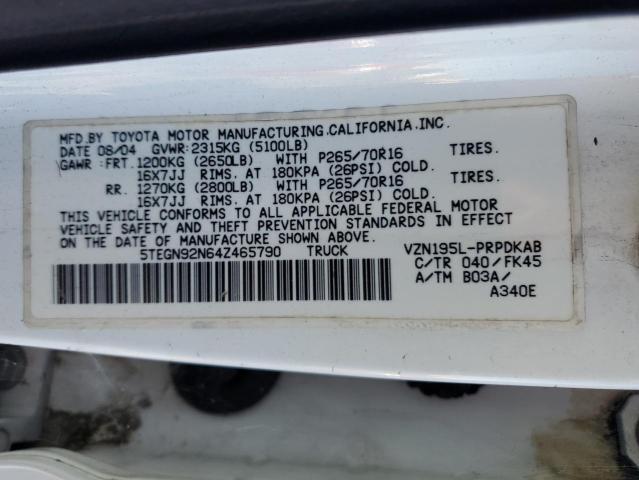 MFD.BY TOYOTA MOTOR MANUFACTURING.CALIFORNIA.INC.
DATE 08/04 GVWR:2315KG (5100LB)
GAWR:FRT.1200KG (2650LB) WITH P265/70R16 TIRES.
16X7JJ RIMS. AT 180KPA (26PSI) COLD.
RR. 1270KG (2800LB) WITH P265/70R16 TIRES.
16X7JJ RIMS. AT 180KPA (26PSI) COLD.
THIS VEHICLE CONFORMS TO ALL APPLICABLE FEDERAL MOTOR
VEHICLE SAFETY AND THEFT PREVENTION STANDARDS IN EFFECT
ON THE DATE OF MANUFACTURE SHOWN ABOVE.
5TEGN92N64Z465790 TRUCK
VZN195L-PRPDKAB
C/TR 040/FK45
A/TM B03A/
A340E